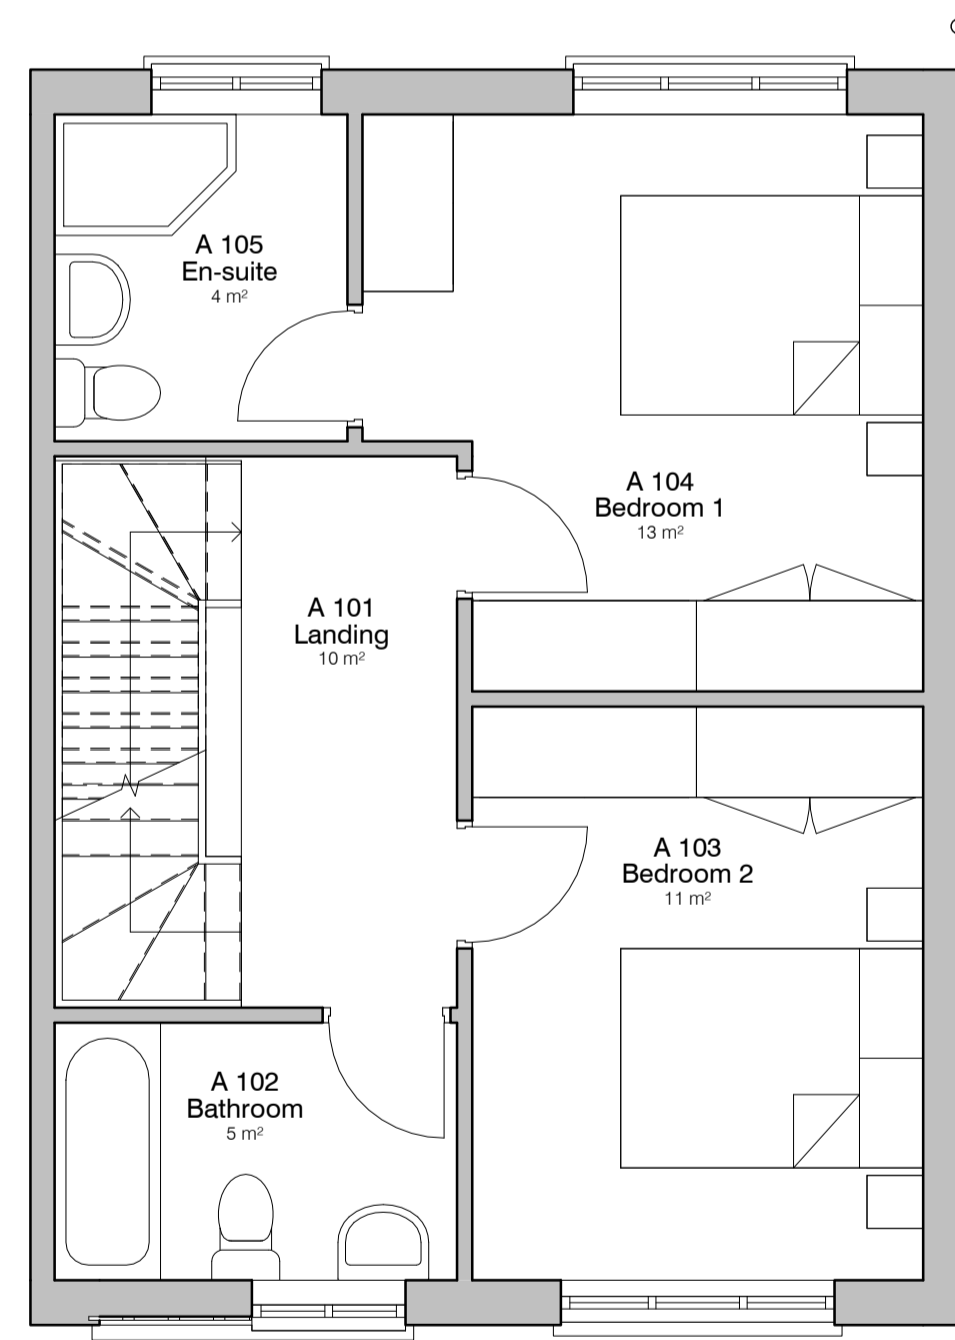 A 105
En-suite
4 m²
A 104
Bedroom 1
13 m²
A 101
Landing
10 m²
A 103
Bedroom 2
11 m²
A 102
Bathroom
5 m²